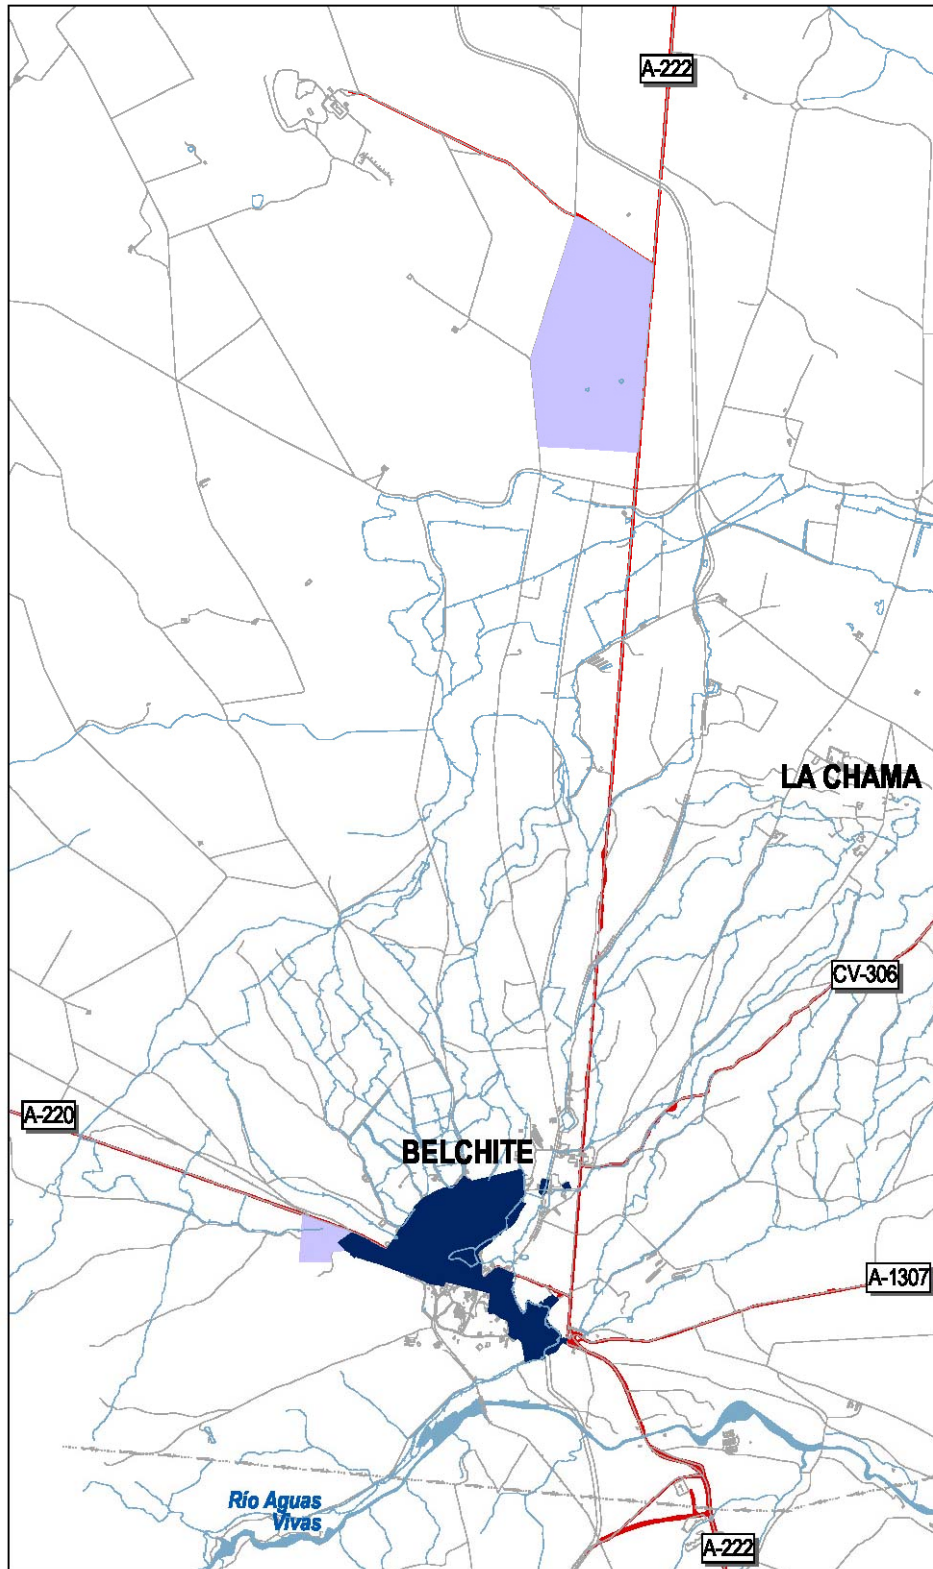 A-222
LA CHAMA
CV-306
A-220
BELCHITE
A-1307
Río Aguas
Vivas
A-222